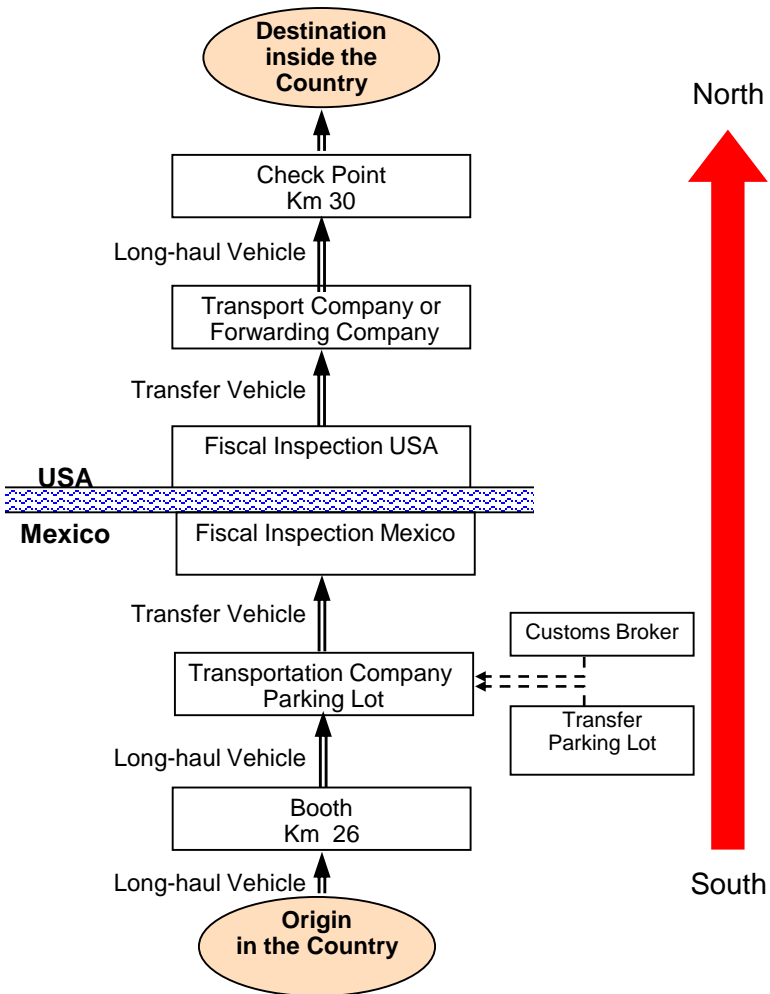 Destination
inside the
Country
North
Check Point
Km 30
Long-haul Vehicle
Transport Company or
Forwarding Company
Transfer Vehicle
Fiscal Inspection USA
USA
Mexico
Fiscal Inspection Mexico
Transfer Vehicle
Customs Broker
Transportation Company
Parking Lot
Transfer
Parking Lot
Long-haul Vehicle
Booth
Km 26
Long-haul Vehicle
South
Origin
in the Country